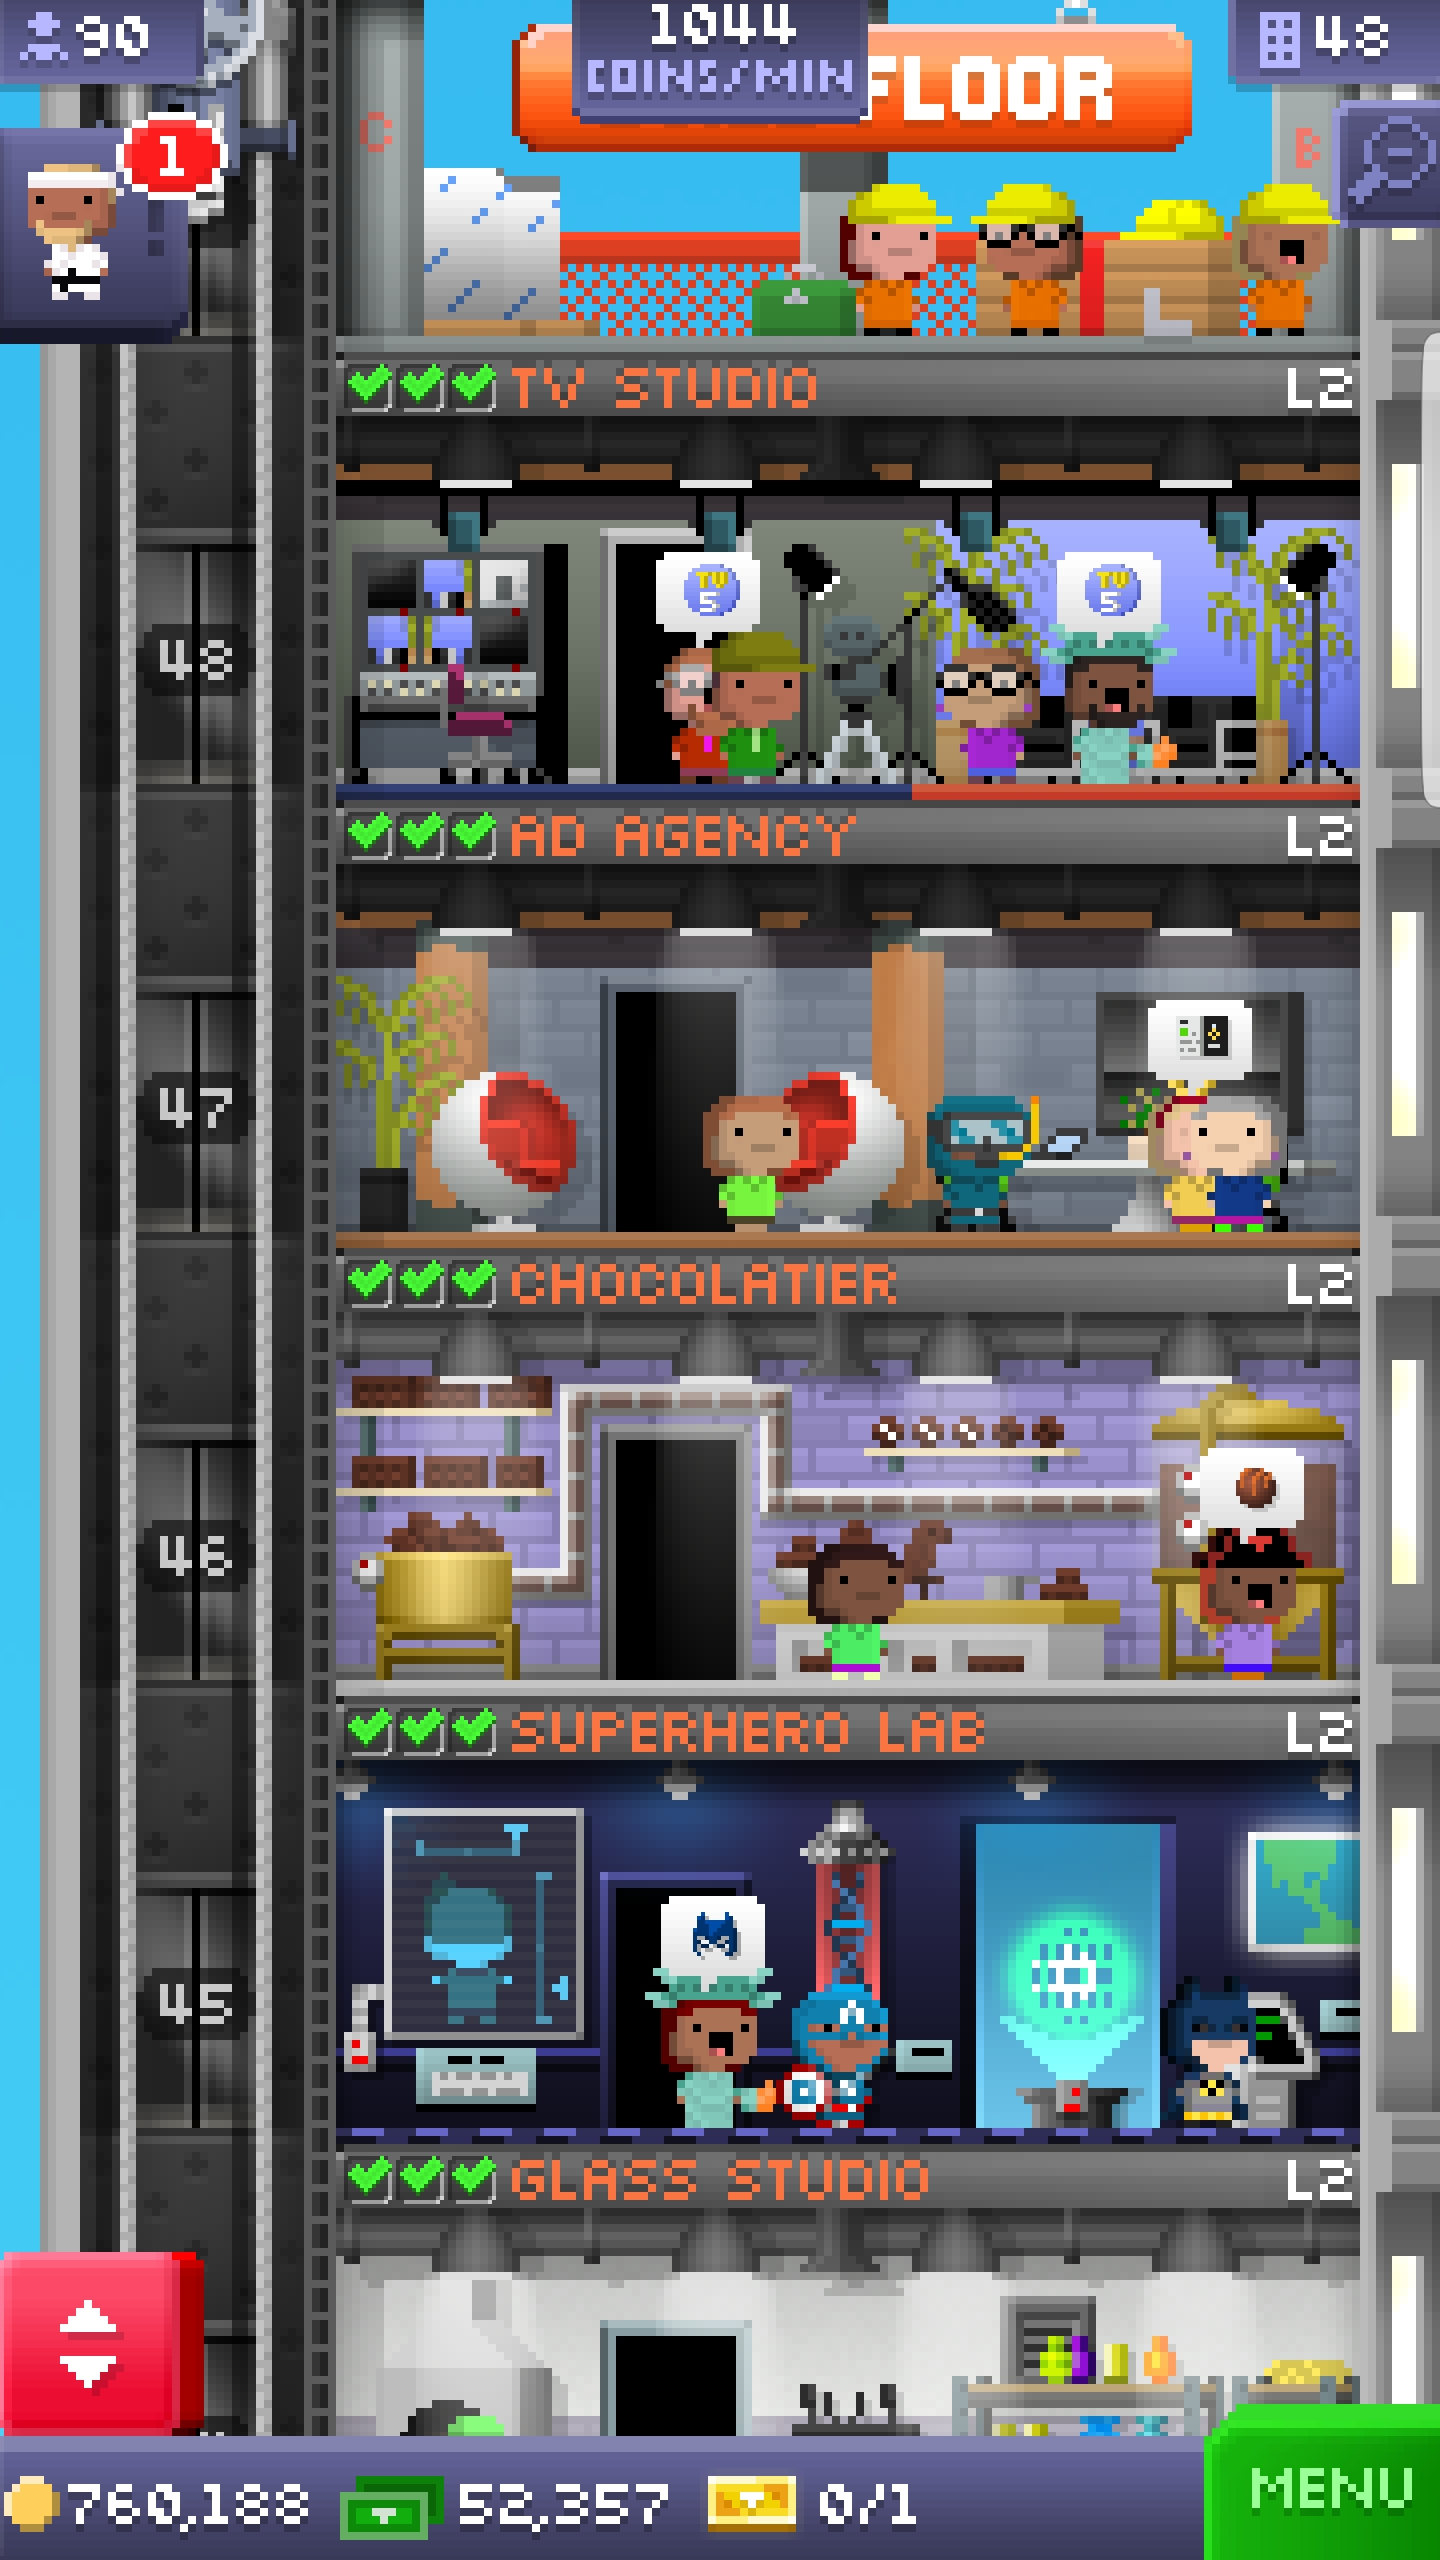 90
1044
COINS/MIN
48
FLOOR
1
C
B
TV STUDIO
L2
TV
5
TV
5
48
AD AGENCY
L2
47
CHOCOLATIER
L2
46
SUPERHERO LAB
L2
45
GLASS STUDIO
L2
760,188
52,357
0/1
MENU